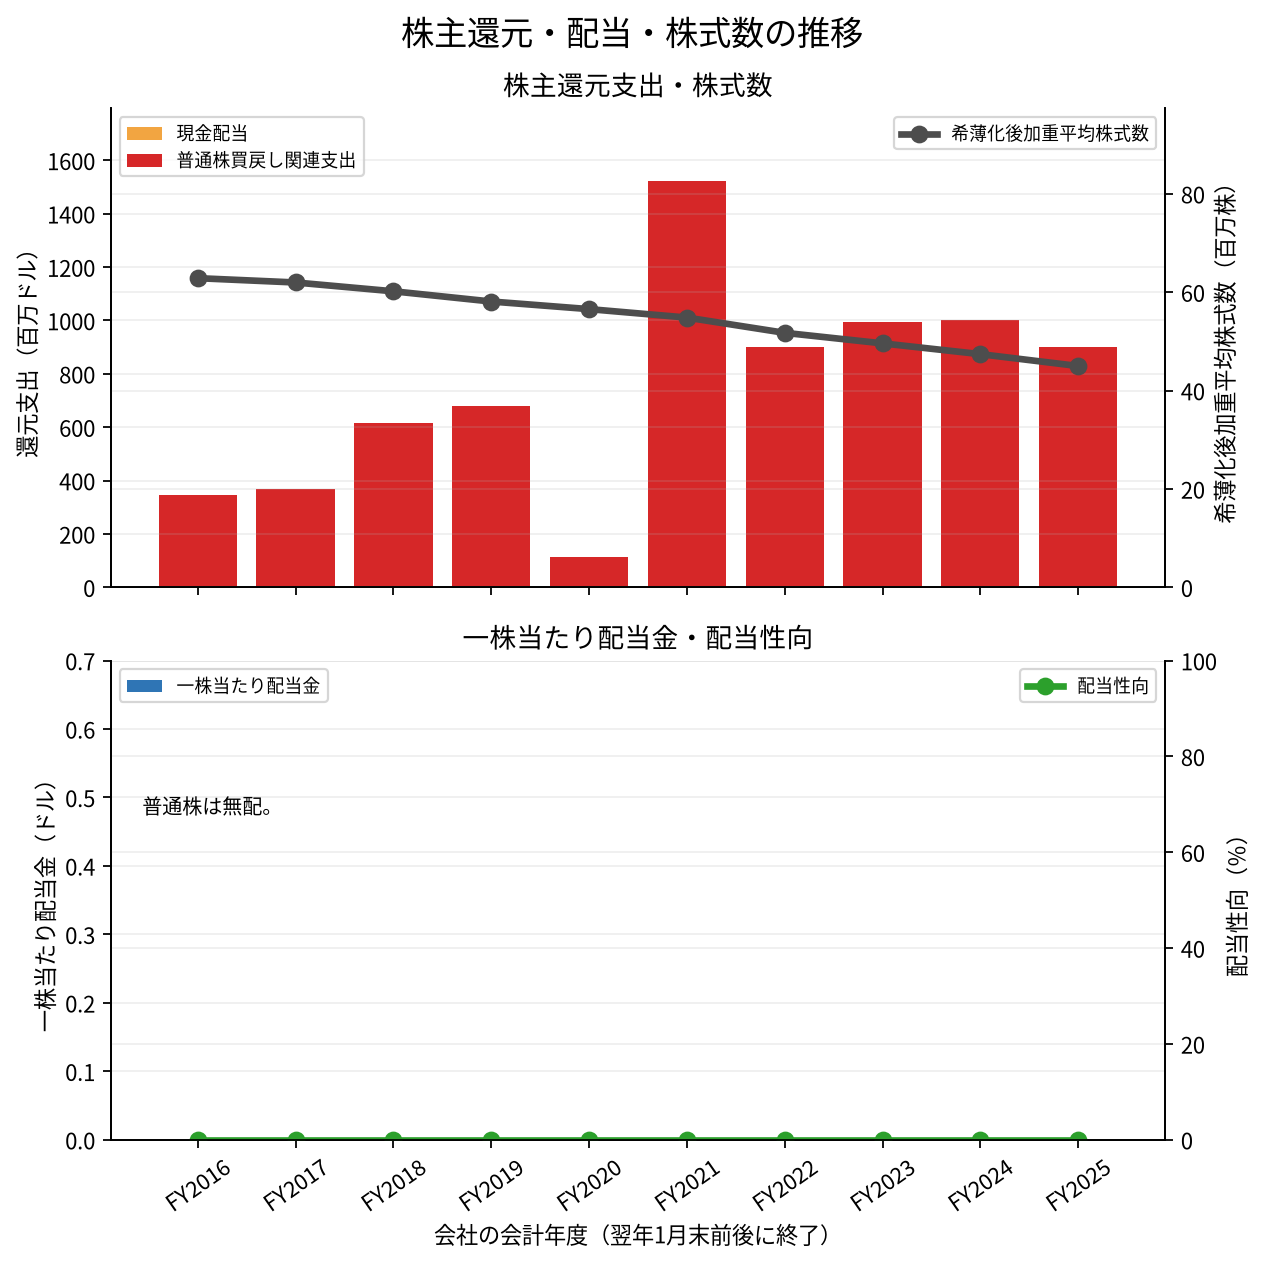 株主還元・配当・株式数の推移
株主還元支出・株式数
現金配当
普通株買戻し関連支出
希薄化後加重平均株式数
1600
1400
1200
1000
800
600
400
200
0
還元支出（百万ドル）
80
60
40
20
0
希薄化後加重平均株式数（百万株）
一株当たり配当金・配当性向
一株当たり配当金
配当性向
普通株は無配。
0.7
0.6
0.5
0.4
0.3
0.2
0.1
0.0
一株当たり配当金（ドル）
100
80
60
40
20
0
配当性向（%）
FY2016
FY2017
FY2018
FY2019
FY2020
FY2021
FY2022
FY2023
FY2024
FY2025
会社の会計年度（翌年1月末前後に終了）